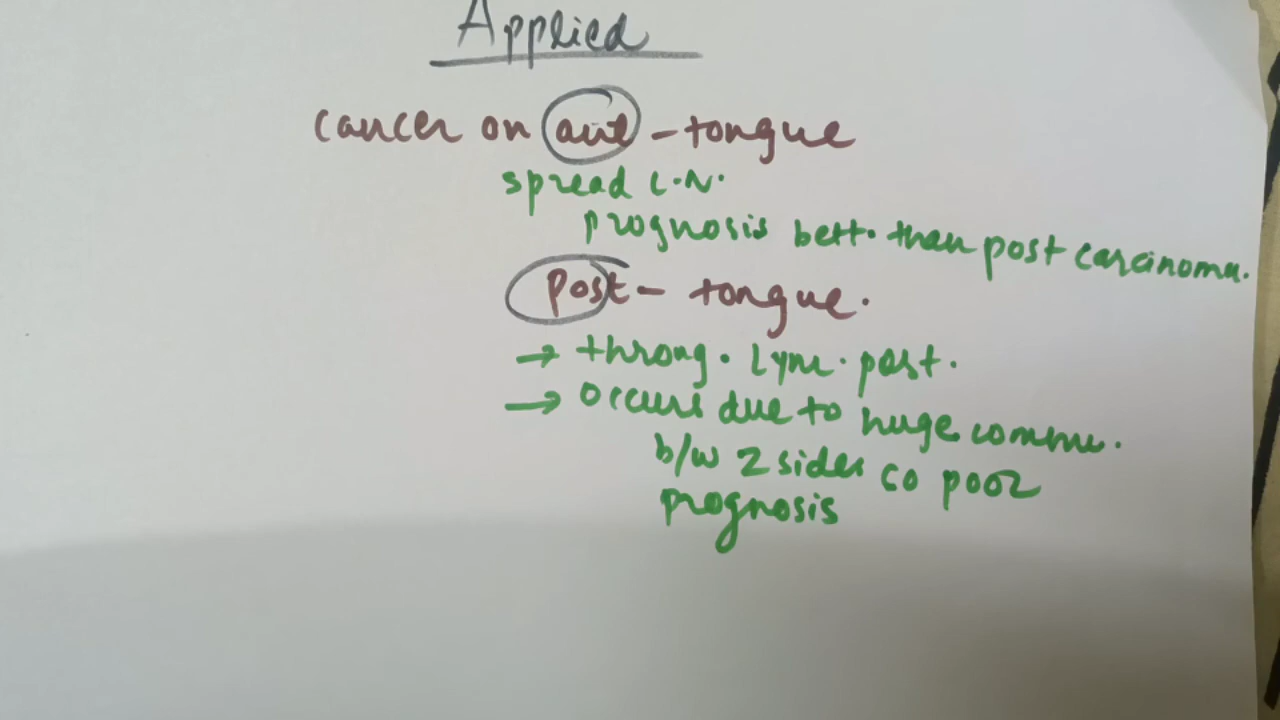 Applied
cancer on ant - tongue
spread L.N.
prognosis bett. than post carcinoma.
post - tongue.
→ throug. Lym. post.
→ occurs due to huge commu.
b/w 2 sides so poor
prognosis